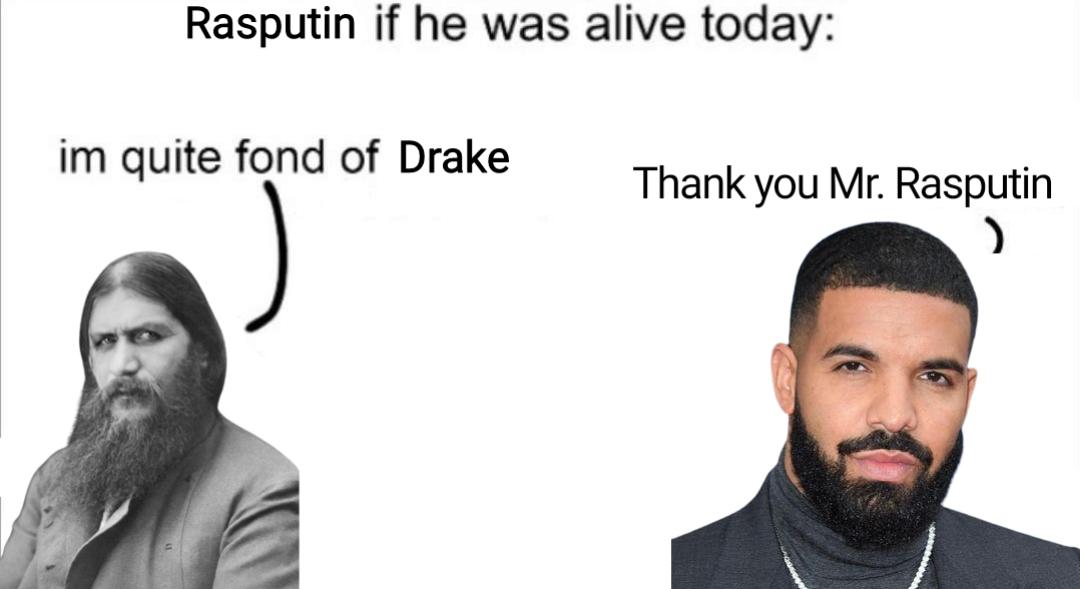 Rasputin if he was alive today:
im quite fond of Drake
Thank you Mr. Rasputin